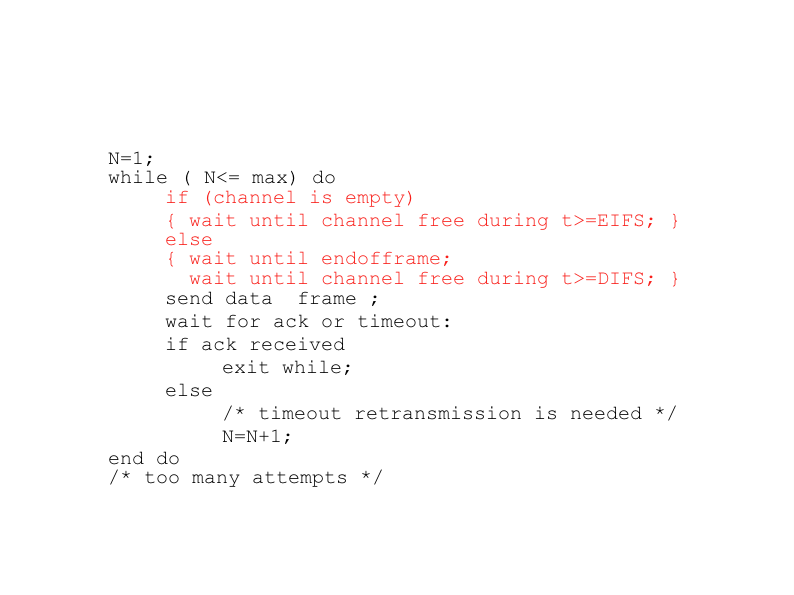 N=1;
while ( N<= max) do
if (channel is empty)
{ wait until channel free during t>=EIFS; }
else
{ wait until endofframe;
wait until channel free during t>=DIFS; }
send data  frame ;
wait for ack or timeout:
if ack received
exit while;
else
/* timeout retransmission is needed */
N=N+1;
end do
/* too many attempts */